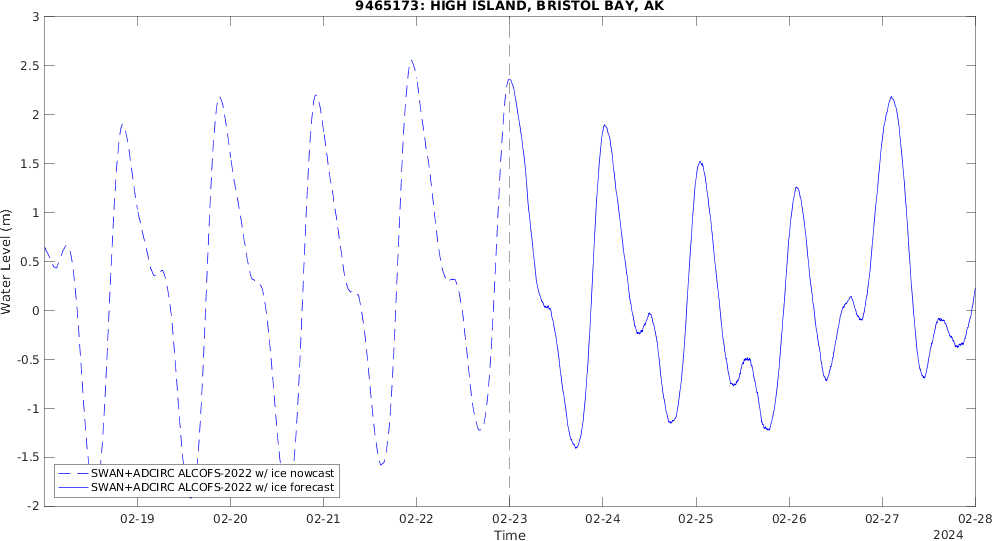 9465173: HIGH ISLAND, BRISTOL BAY, AK
3
2.5
2
1.5
1
0.5
0
-0.5
-1
-1.5
-2
Water Level (m)
SWAN+ADCIRC ALCOFS-2022 w/ ice nowcast
SWAN+ADCIRC ALCOFS-2022 w/ ice forecast
02-19 02-20 02-21 02-22 02-23 02-24 02-25 02-26 02-27 02-28
Time
2024